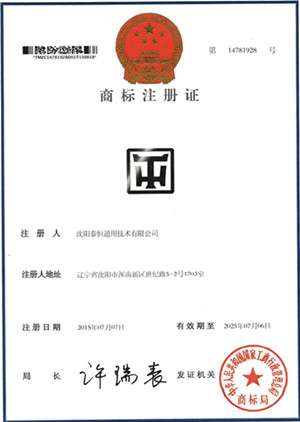 第 14781928 号
"TMZC14781928D01T150818"
商标注册证
注 册 人 沈阳泰恒通用技术有限公司
注册人地址 辽宁省沈阳市浑南新区世纪路5-2号1703室
注册日期 2015年07月07日 有效期至 2025年07月06日
局 长 许瑞表 发证机关
中华人民共和国国家工商行政管理总局
商标局